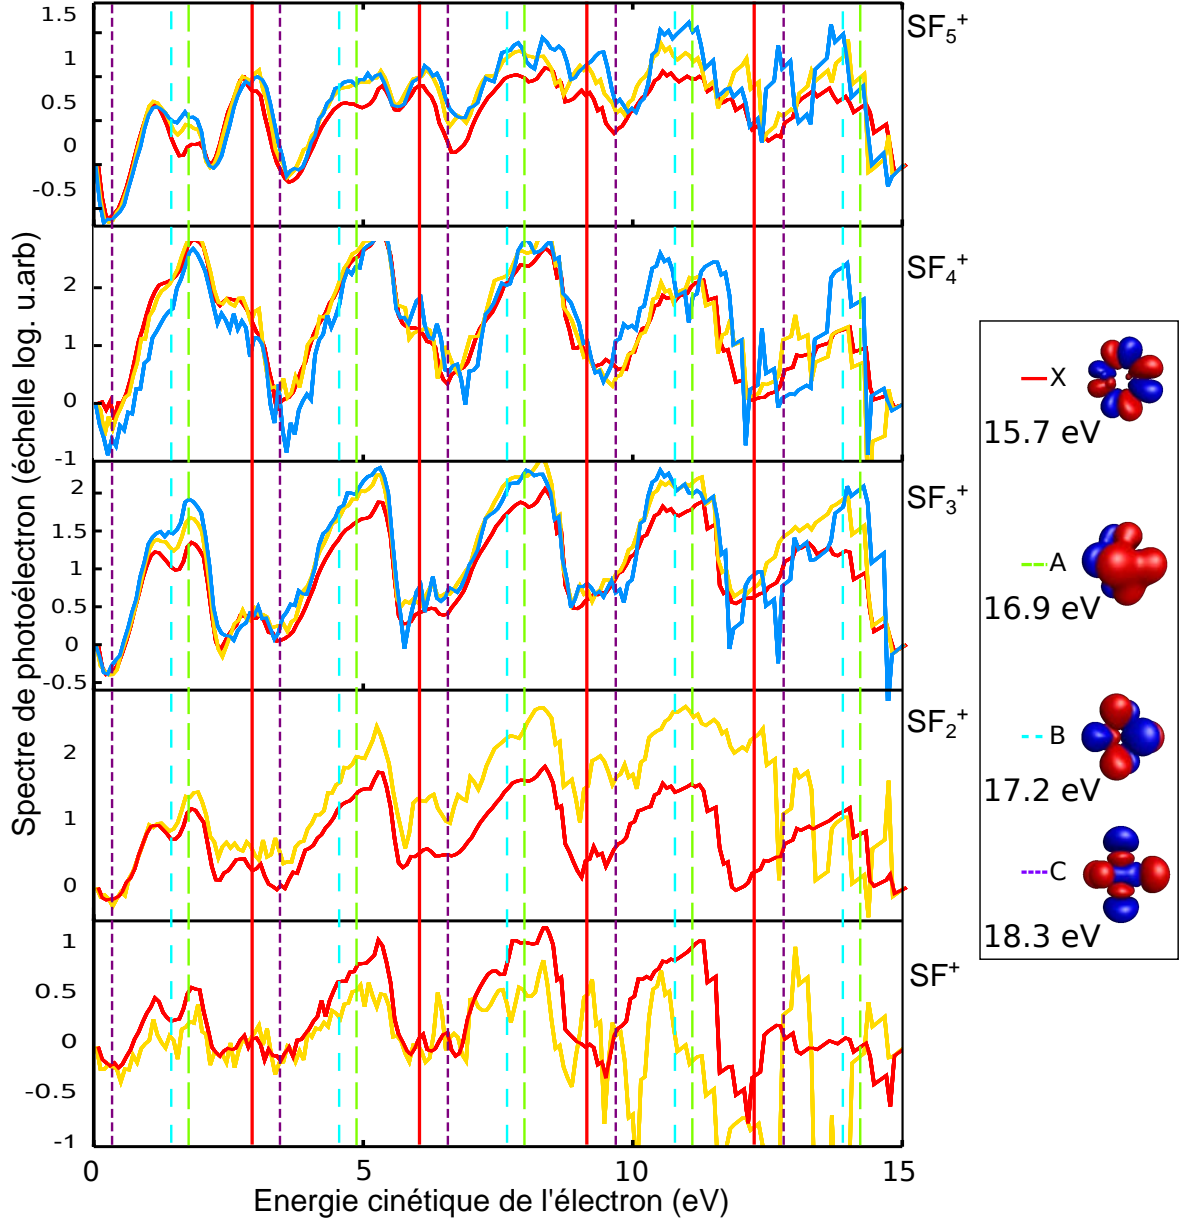 Spectre de photoélectron (échelle log. u.arb)
1.5
1
0.5
0
-0.5
SF5+
2
1
0
-1
SF4+
2
1.5
1
0.5
0
-0.5
SF3+
2
1
0
SF2+
1
0.5
0
-0.5
-1
SF+
0 5 10 15
Energie cinétique de l'électron (eV)
X
15.7 eV
A
16.9 eV
B
17.2 eV
C
18.3 eV